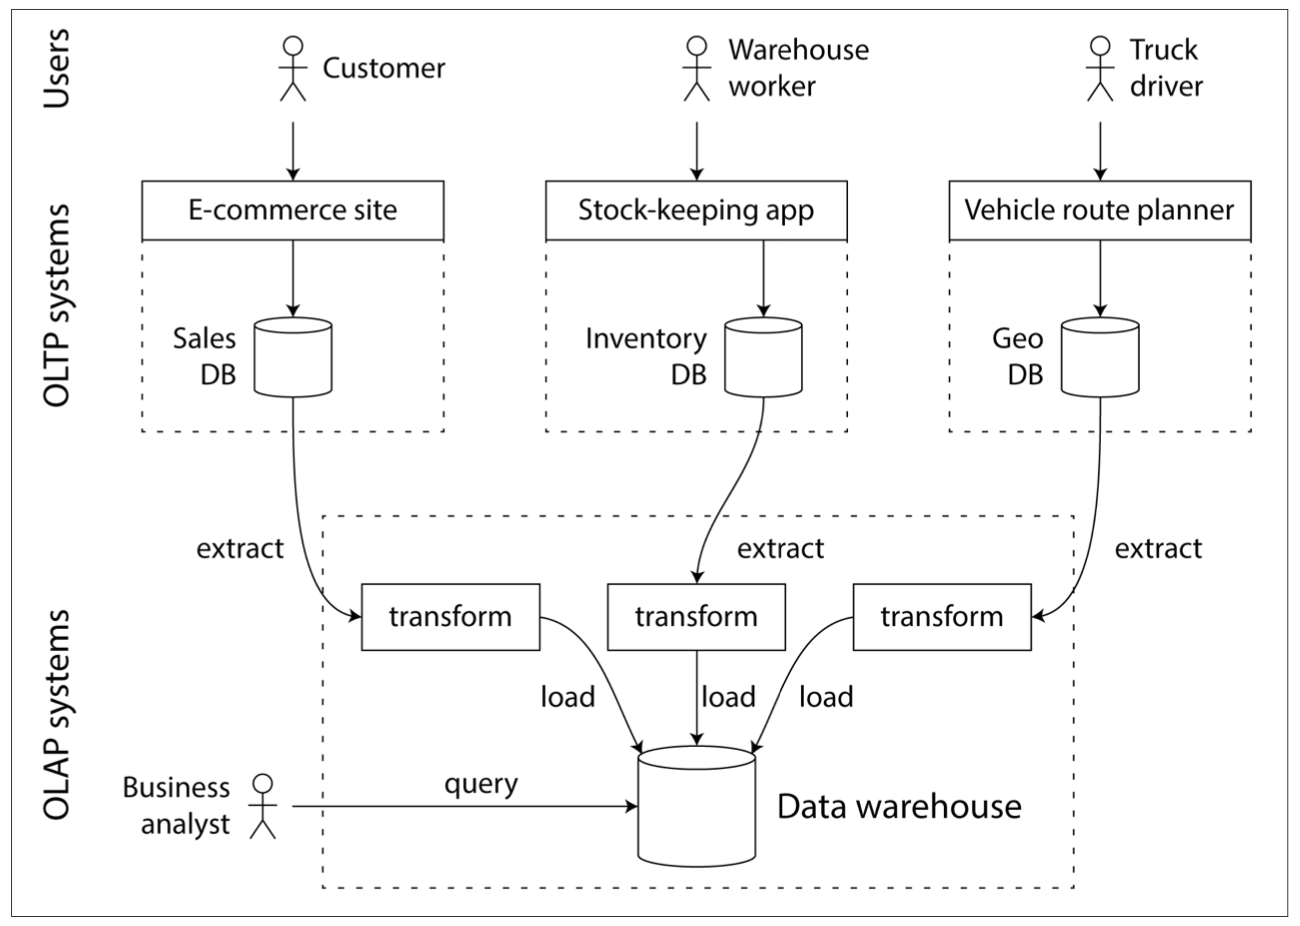 Users
Customer
Warehouse
worker
Truck
driver
OLTP systems
E-commerce site
Stock-keeping app
Vehicle route planner
Sales
DB
Inventory
DB
Geo
DB
extract
extract
extract
OLAP systems
transform
transform
transform
load
load
load
Business
analyst
query
Data warehouse